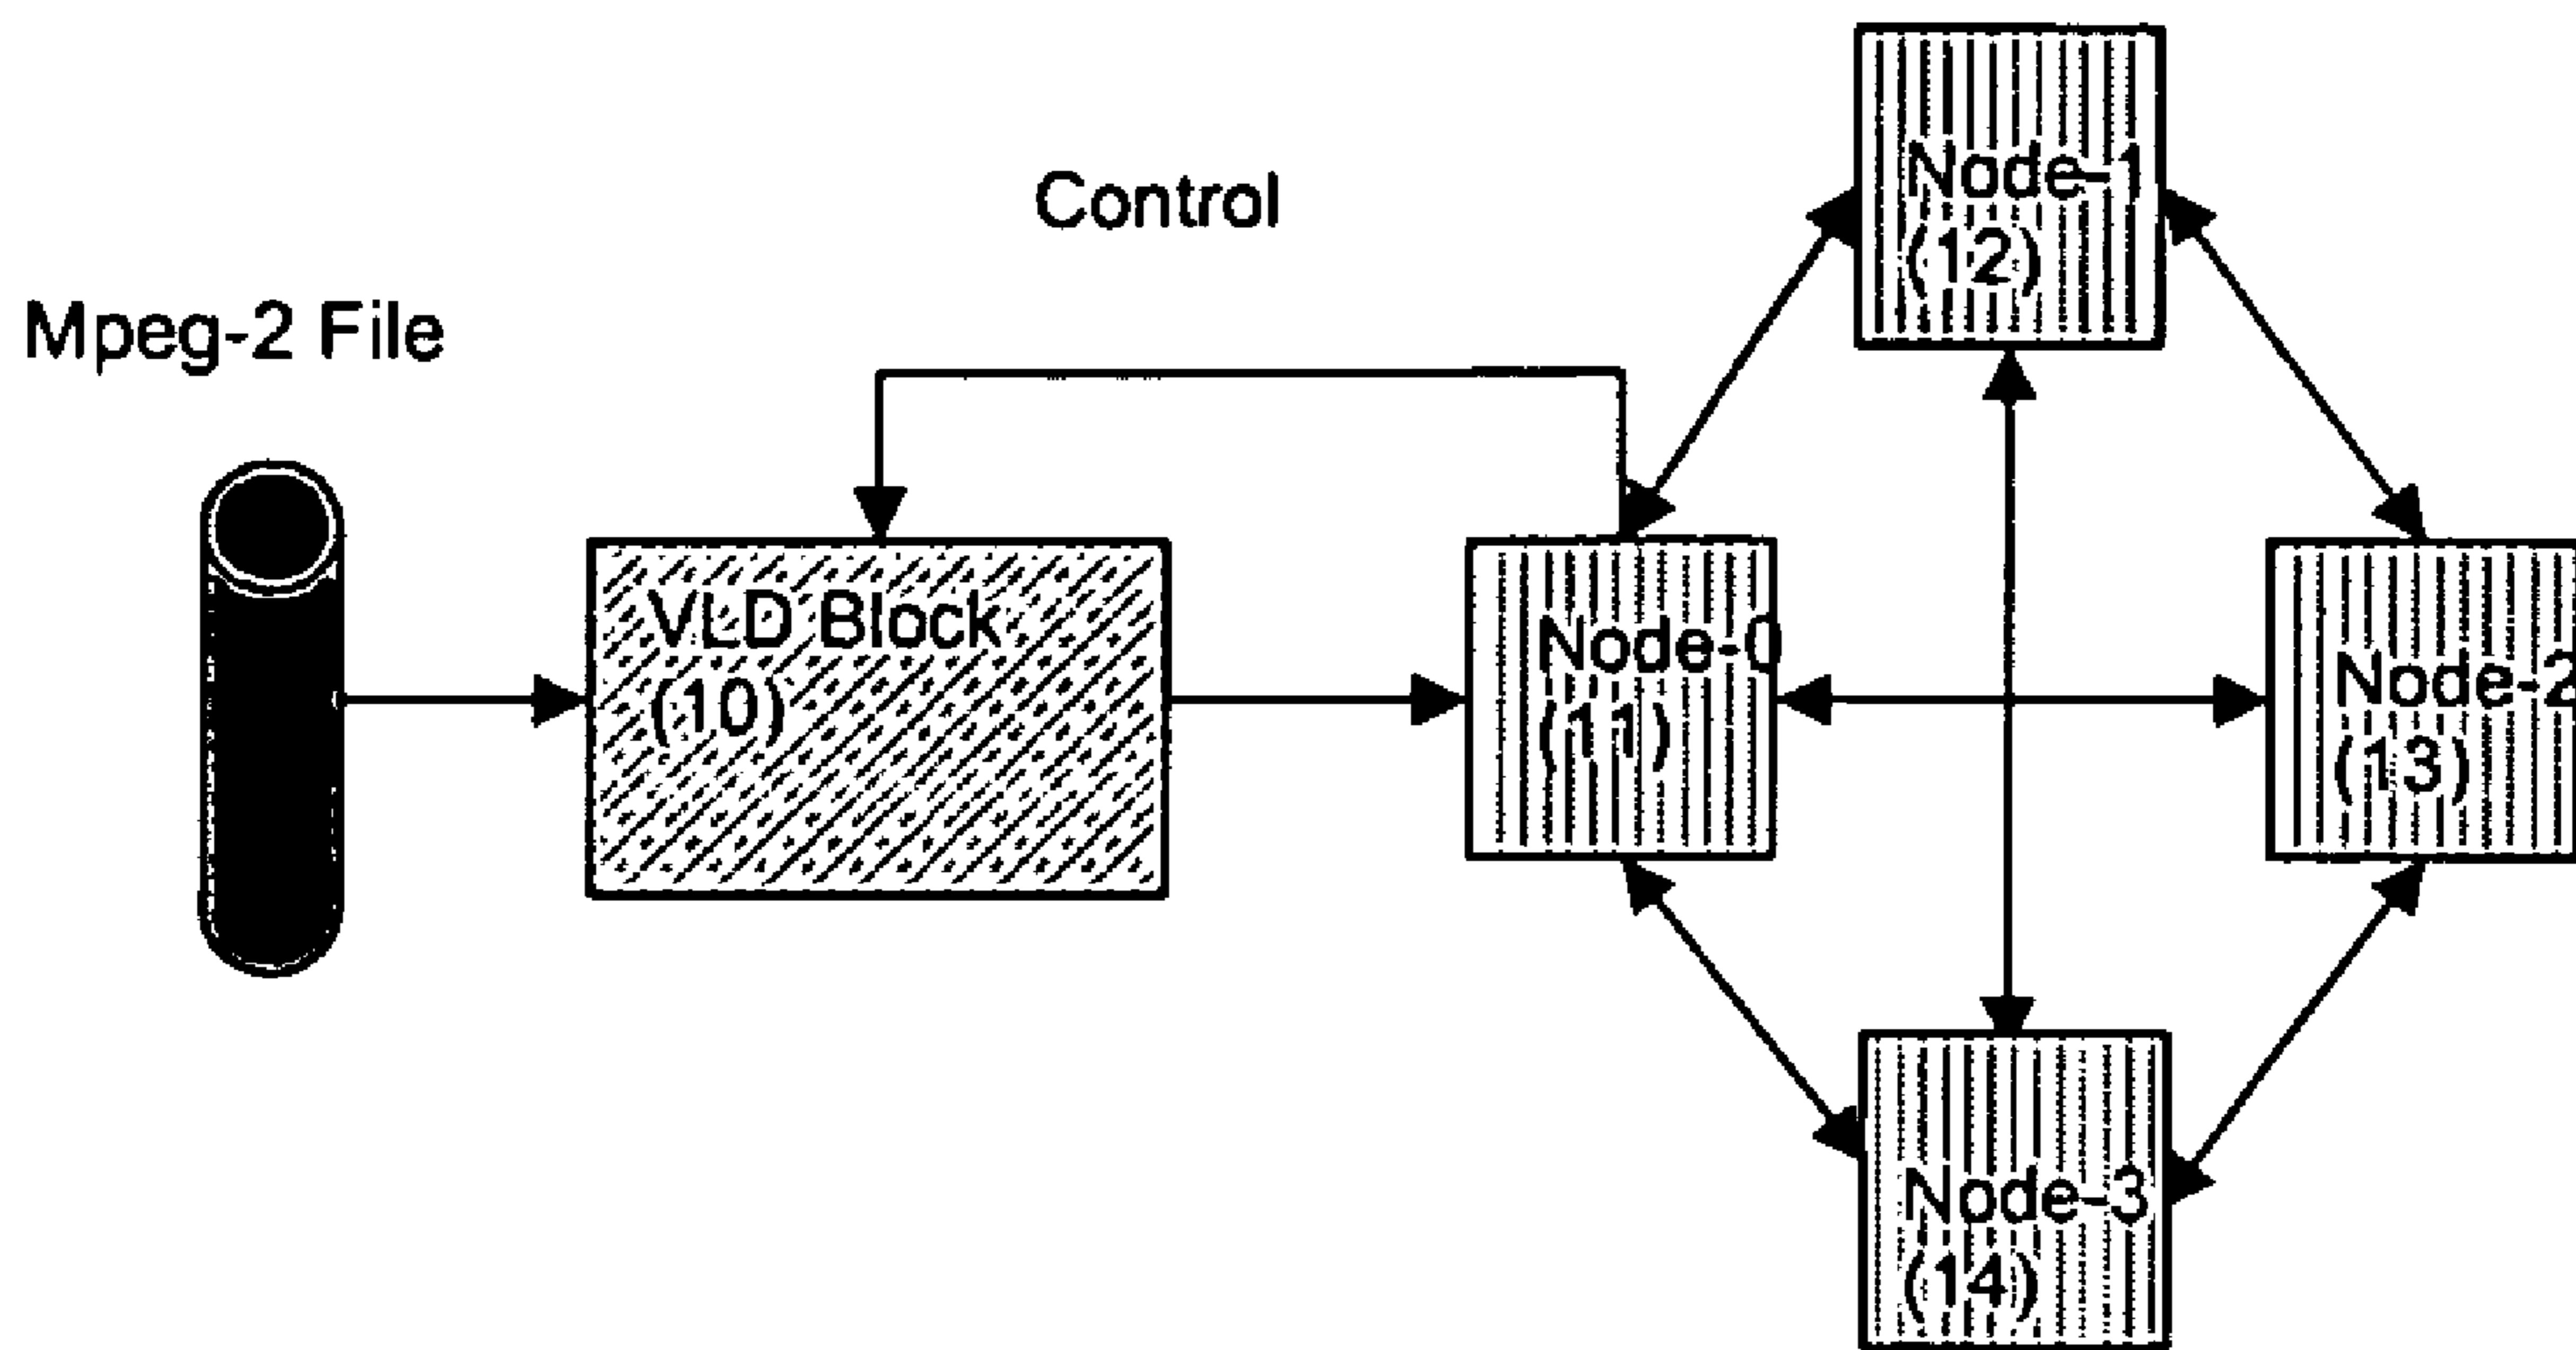 Control
Mpeg-2 File
VLD Block
(10)
Node-0
(11)
Node-1
(12)
Node-2
(13)
Node-3
(14)